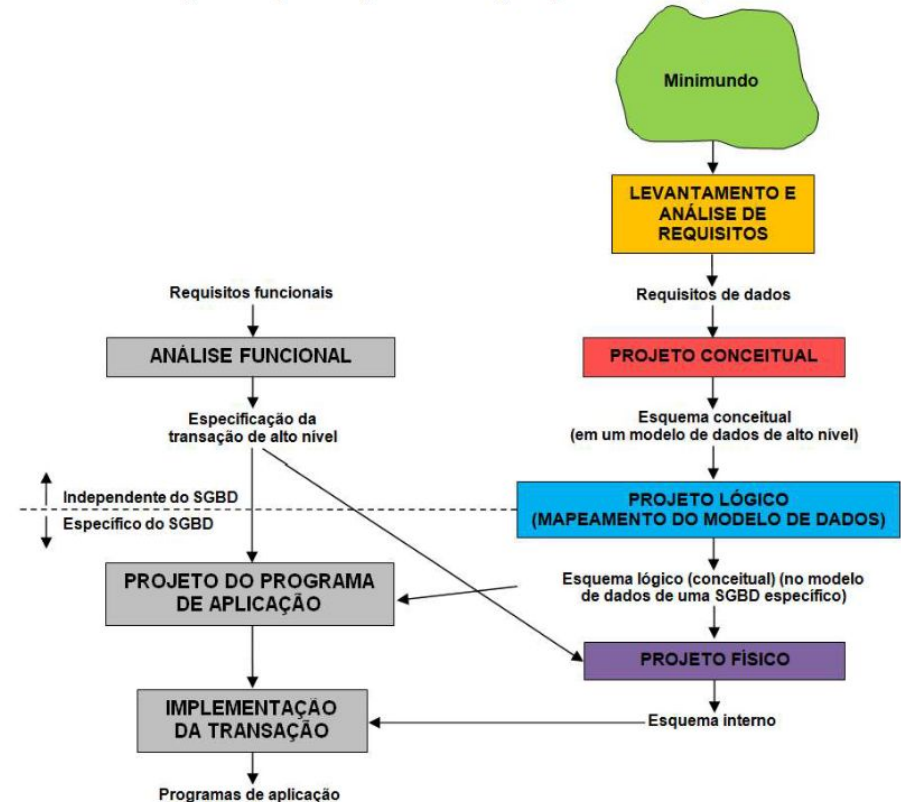 Minimundo
LEVANTAMENTO E
ANÁLISE DE
REQUISITOS
Requisitos funcionais
Requisitos de dados
ANÁLISE FUNCIONAL
PROJETO CONCEITUAL
Especificação da
transação de alto nível
Esquema conceitual
(em um modelo de dados de alto nível)
Independente do SGBD
Específico do SGBD
PROJETO LÓGICO
(MAPEAMENTO DO MODELO DE DADOS)
PROJETO DO PROGRAMA
DE APLICAÇÃO
Esquema lógico (conceitual) (no modelo
de dados de uma SGBD específico)
PROJETO FÍSICO
IMPLEMENTAÇÃO
DA TRANSAÇÃO
Esquema interno
Programas de aplicação